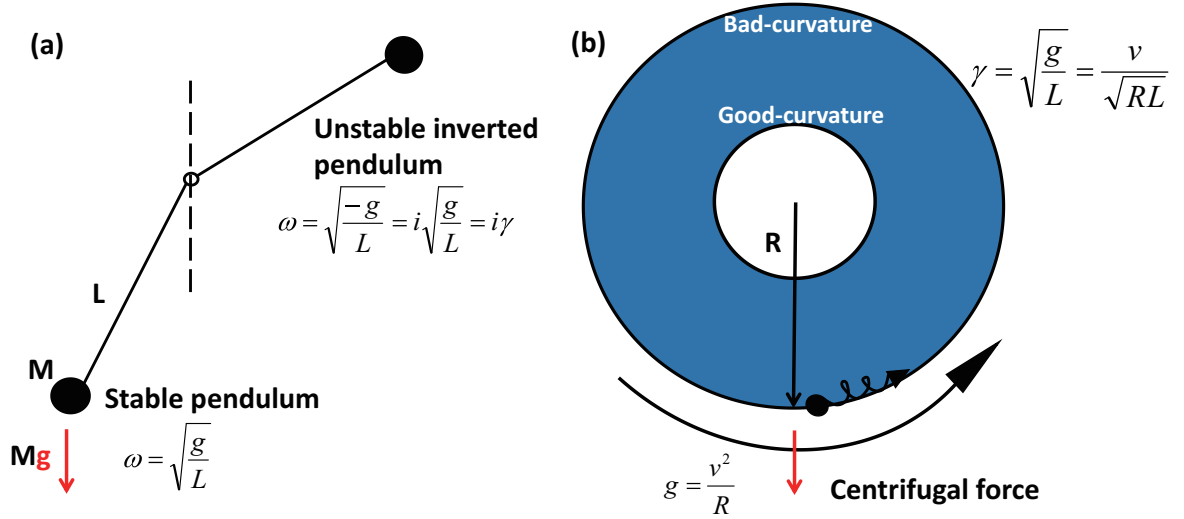 (a)
Unstable inverted
pendulum
ω = √(-g/L) = i√(g/L) = iγ
L
M
Stable pendulum
Mg
ω = √(g/L)
(b)
Bad-curvature
γ = √(g/L) = v/√(RL)
Good-curvature
R
g = v²/R
Centrifugal force